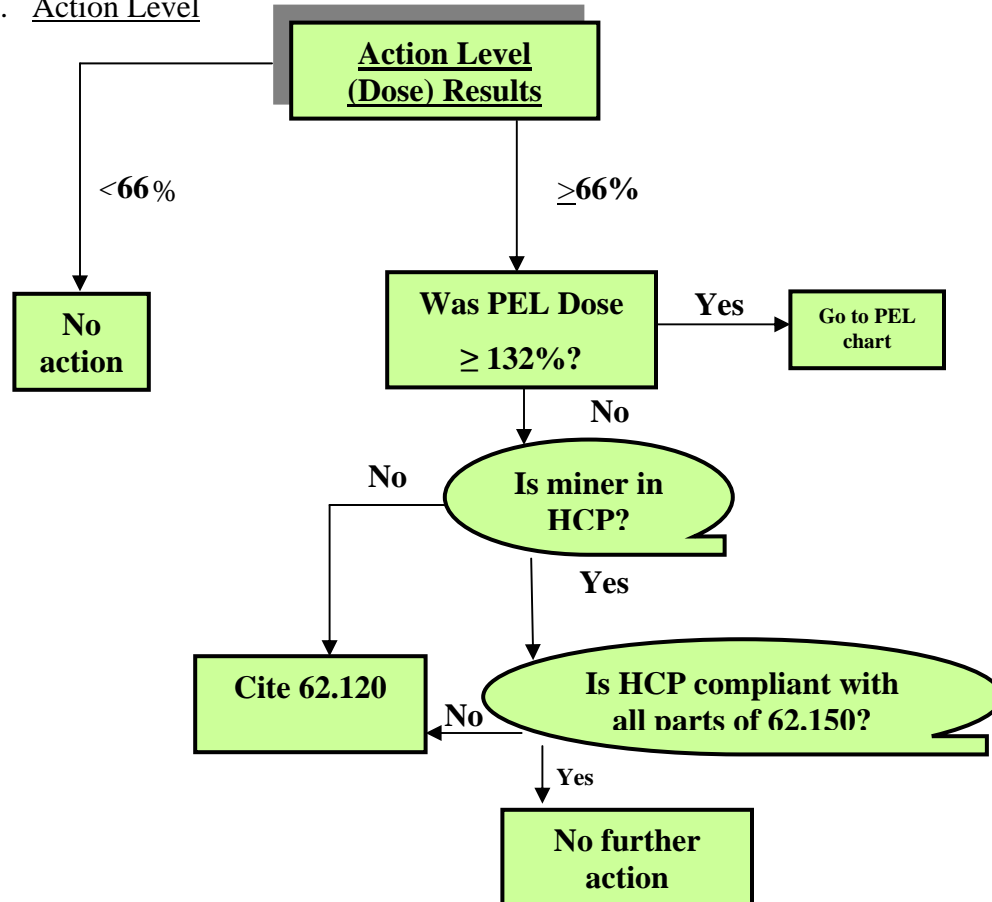 . Action Level
Action Level
(Dose) Results
<66%
≥66%
No
action
Was PEL Dose
≥ 132%?
Yes
Go to PEL
chart
No
Is miner in
HCP?
No
Yes
Cite 62.120
Is HCP compliant with
all parts of 62.150?
No
Yes
No further
action